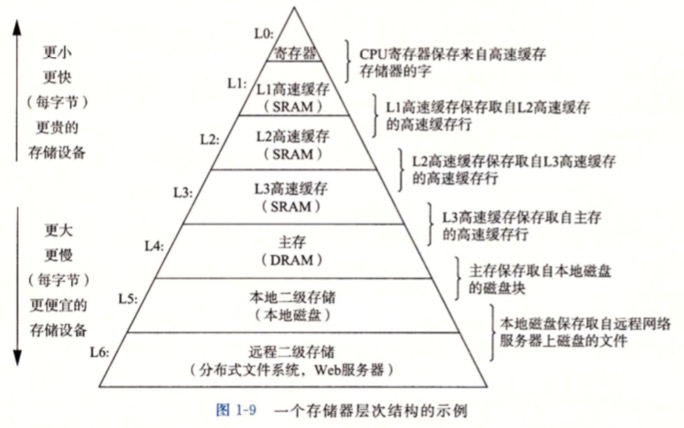 更小
更快
(每字节)
更贵的
存储设备
更大
更慢
(每字节)
更便宜的
存储设备
L0:
寄存器
L1:
L1高速缓存
(SRAM)
L2:
L2高速缓存
(SRAM)
L3:
L3高速缓存
(SRAM)
L4:
主存
(DRAM)
L5:
本地二级存储
(本地磁盘)
L6:
远程二级存储
(分布式文件系统,Web服务器)
CPU寄存器保存来自高速缓存
存储器的字
L1高速缓存保存取自L2高速缓存
的高速缓存行
L2高速缓存保存取自L3高速缓存
的高速缓存行
L3高速缓存保存取自主存
的高速缓存行
主存保存取自本地磁盘
的磁盘块
本地磁盘保存取自远程网络
服务器上磁盘的文件
图 1-9 一个存储器层次结构的示例